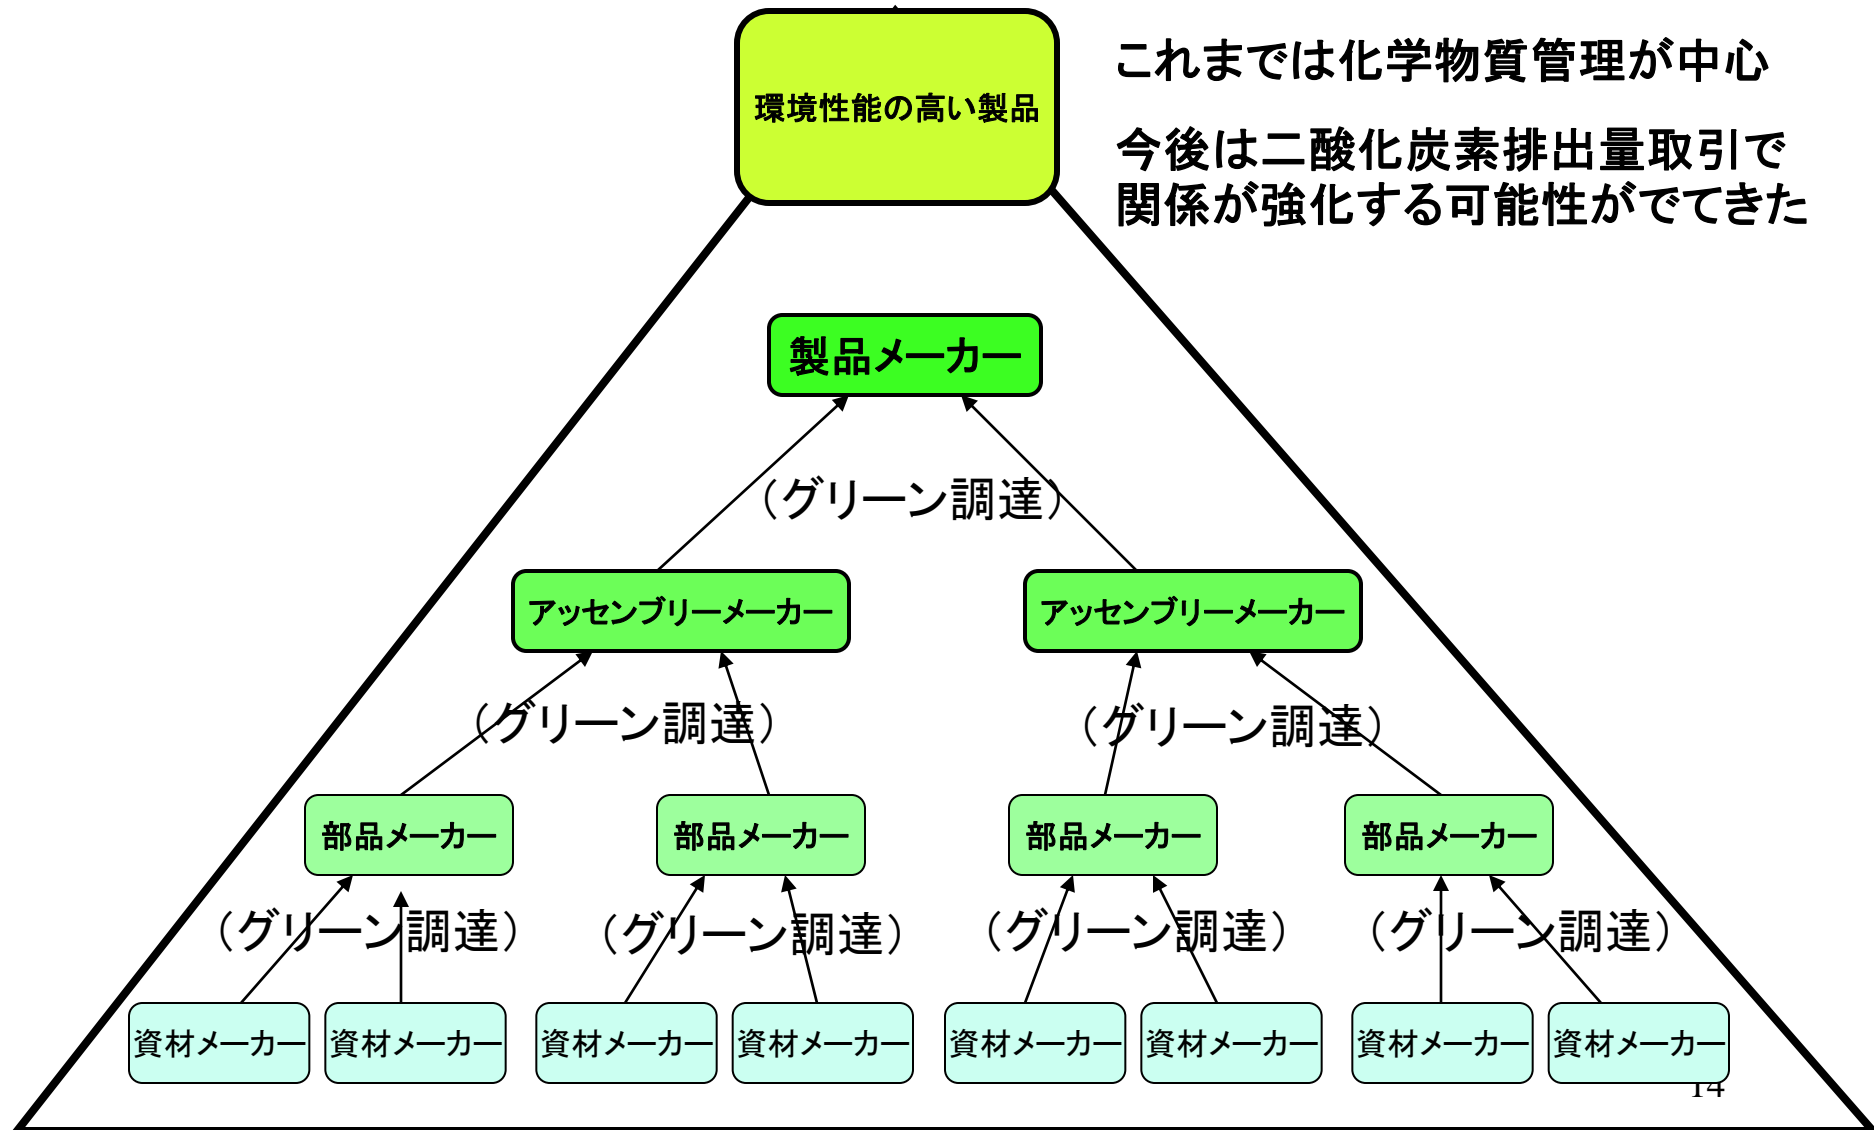 環境性能の高い製品
これまでは化学物質管理が中心
今後は二酸化炭素排出量取引で
関係が強化する可能性がでてきた
製品メーカー
（グリーン調達）
アッセンブリーメーカー
アッセンブリーメーカー
（グリーン調達）
（グリーン調達）
部品メーカー
部品メーカー
部品メーカー
部品メーカー
（グリーン調達）
（グリーン調達）
（グリーン調達）
（グリーン調達）
資材メーカー
資材メーカー
資材メーカー
資材メーカー
資材メーカー
資材メーカー
資材メーカー
資材メーカー
14